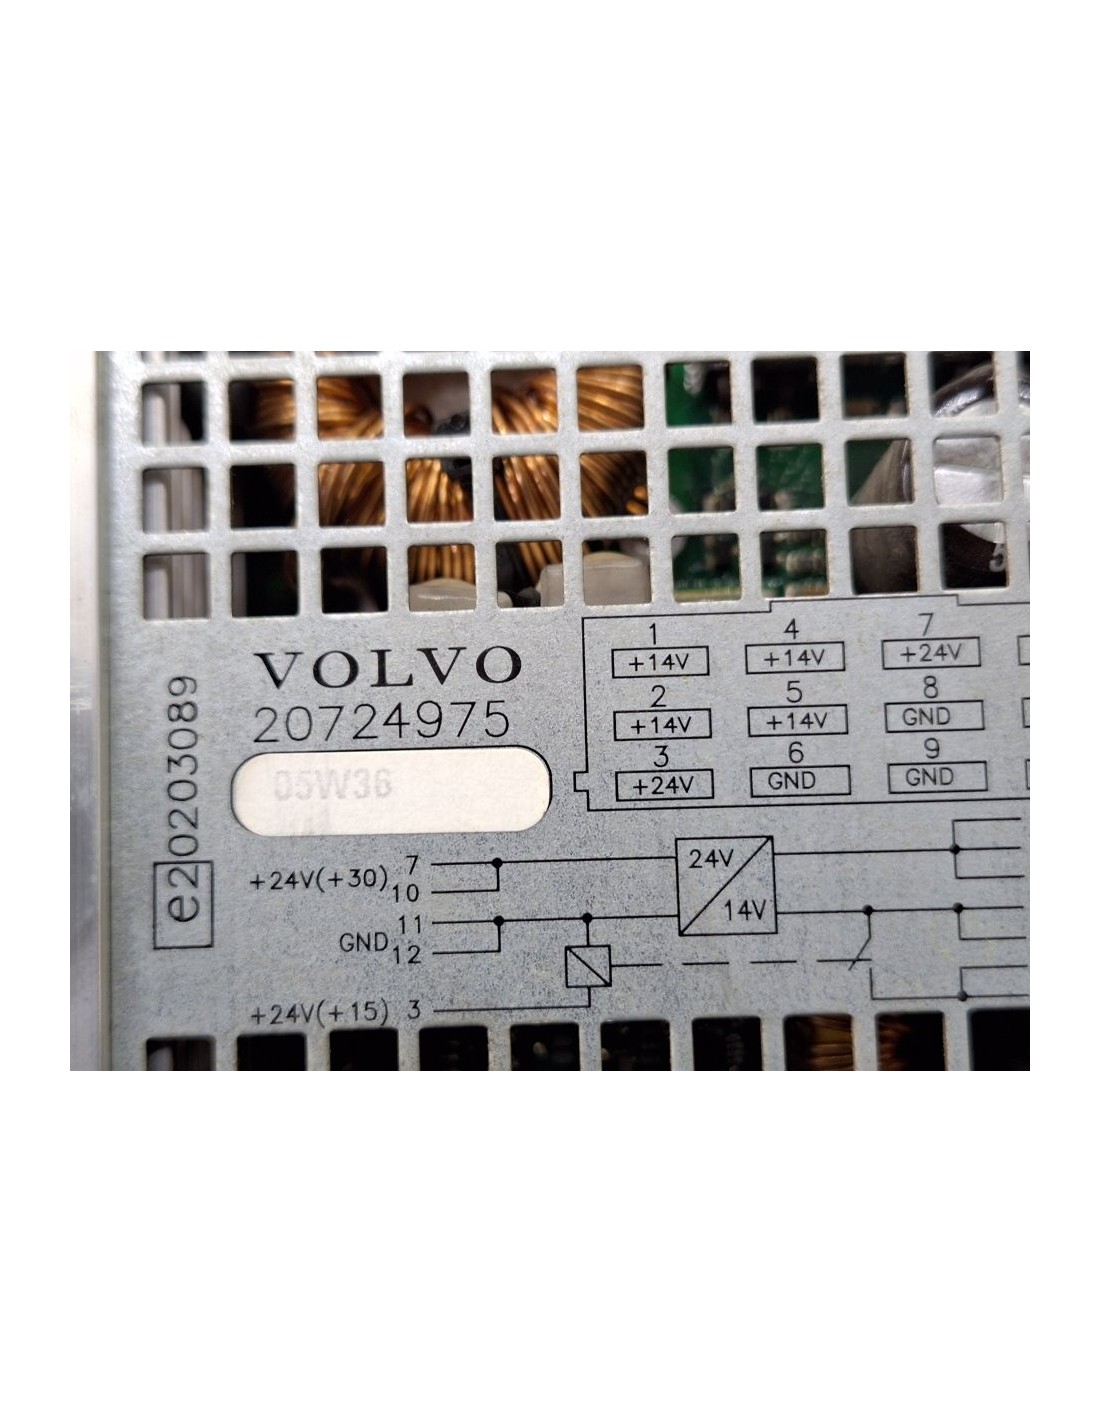 VOLVO
20724975
05W36
e2 0203089
1 4 7
+14V +14V +24V
2 5 8
+14V +14V GND
3 6 9
+24V GND GND
+24V(+30) 7
10
11
GND 12
+24V(+15) 3
24V
14V